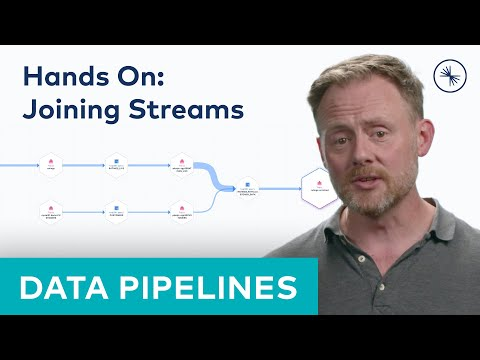 Hands On:
Joining Streams
DATA PIPELINES